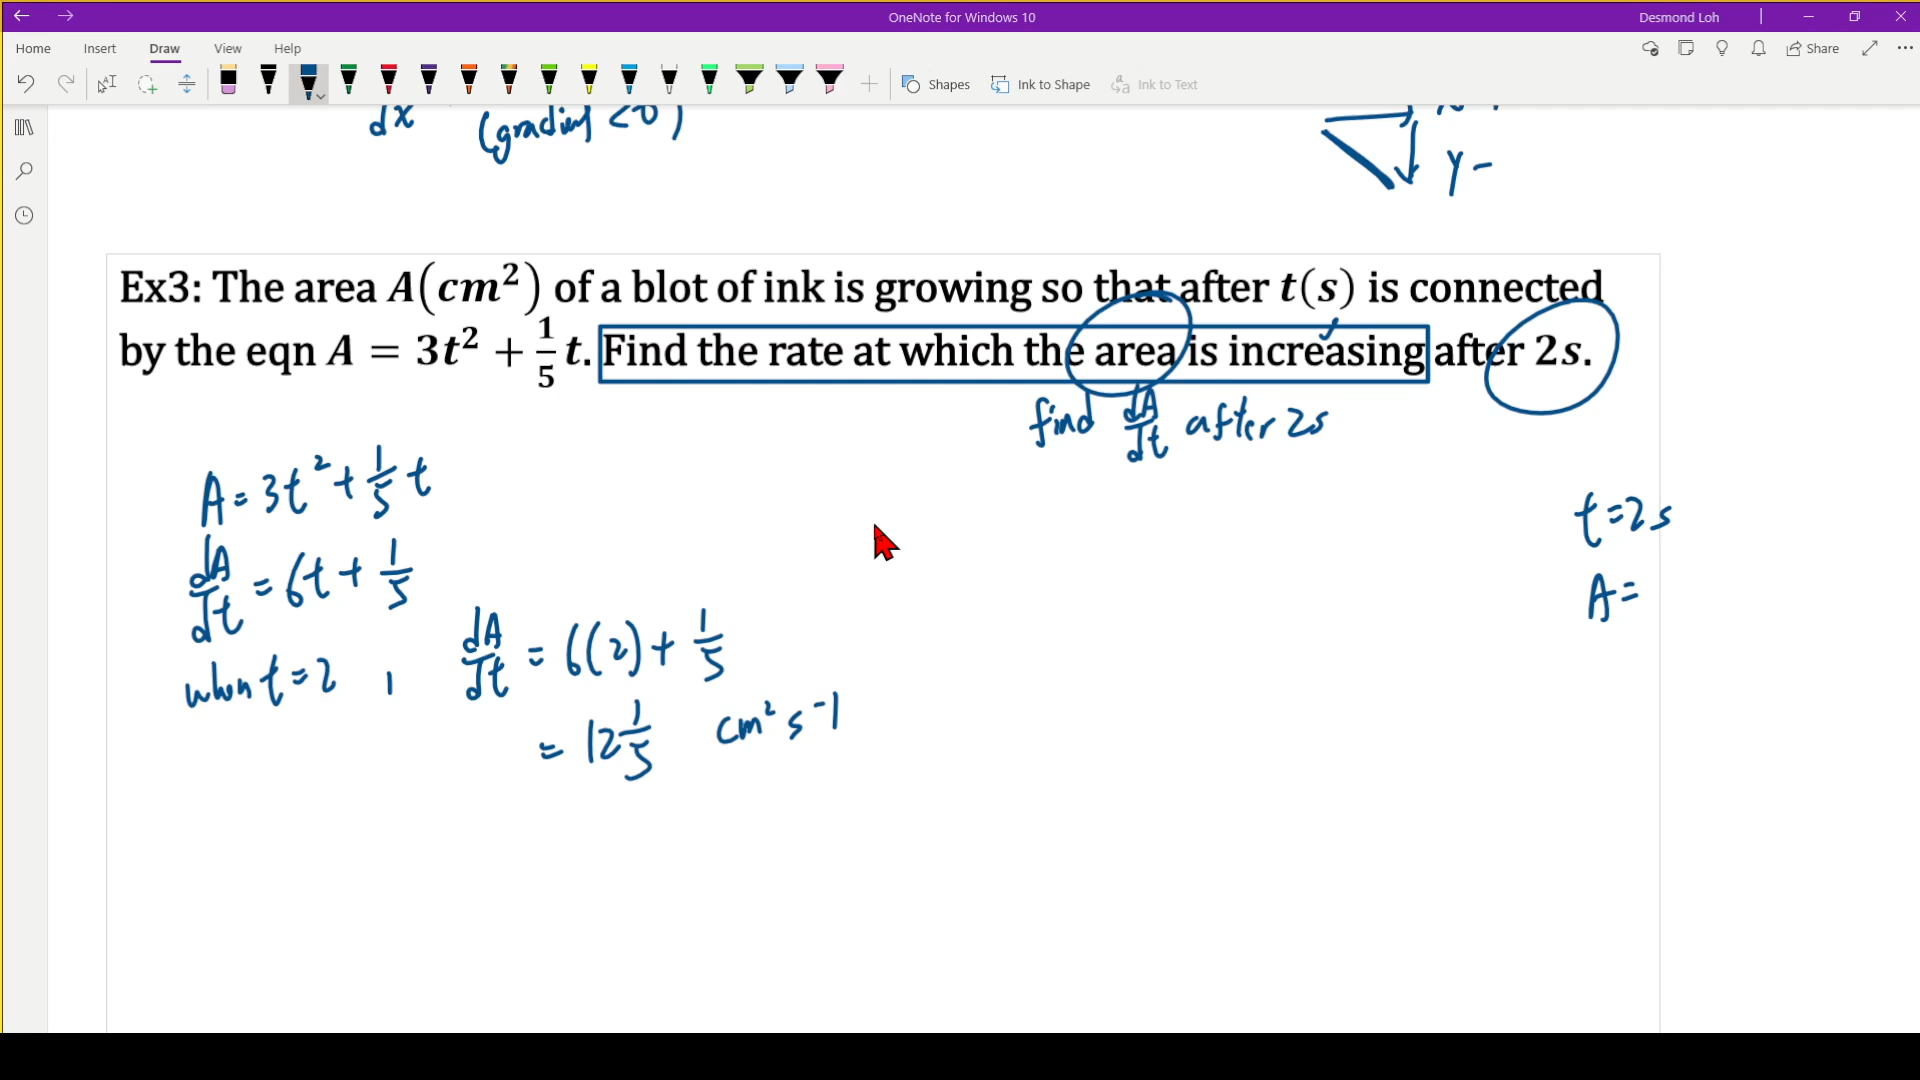 OneNote for Windows 10
Desmond Loh
Home Insert Draw View Help
Share
Shapes Ink to Shape Ink to Text
dx (gradient < 0)
y -
Ex3: The area A(cm²) of a blot of ink is growing so that after t(s) is connected
by the eqn A = 3t² + 1/5 t. Find the rate at which the area is increasing after 2s.
find dA/dt after 2s
A = 3t² + 1/5 t
t = 2s
dA/dt = 6t + 1/5
A =
when t = 2 , dA/dt = 6(2) + 1/5
= 12 1/5 cm² s⁻¹